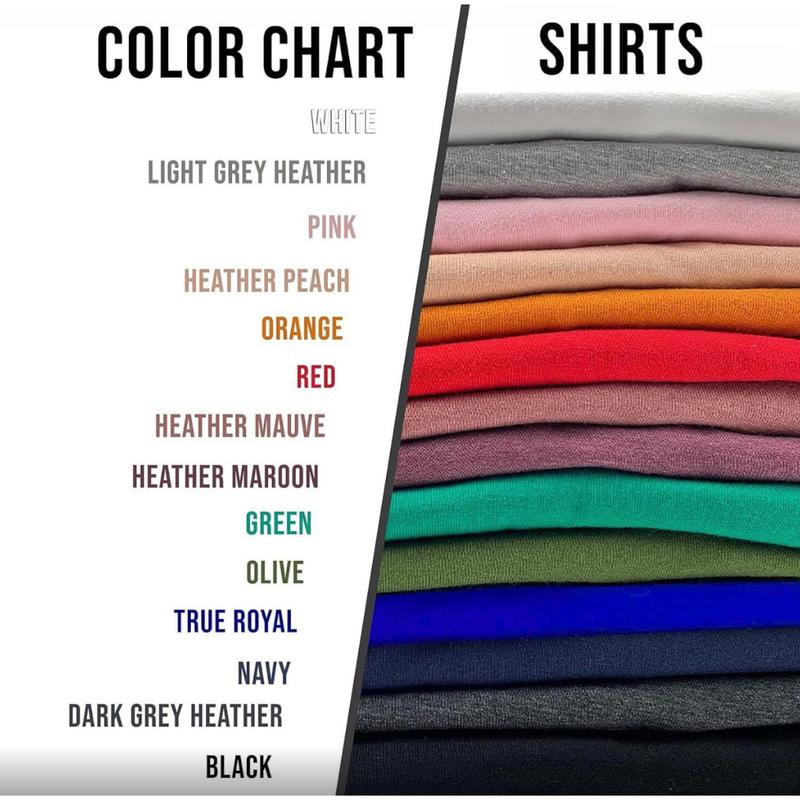 COLOR CHART
SHIRTS
WHITE
LIGHT GREY HEATHER
PINK
HEATHER PEACH
ORANGE
RED
HEATHER MAUVE
HEATHER MAROON
GREEN
OLIVE
TRUE ROYAL
NAVY
DARK GREY HEATHER
BLACK